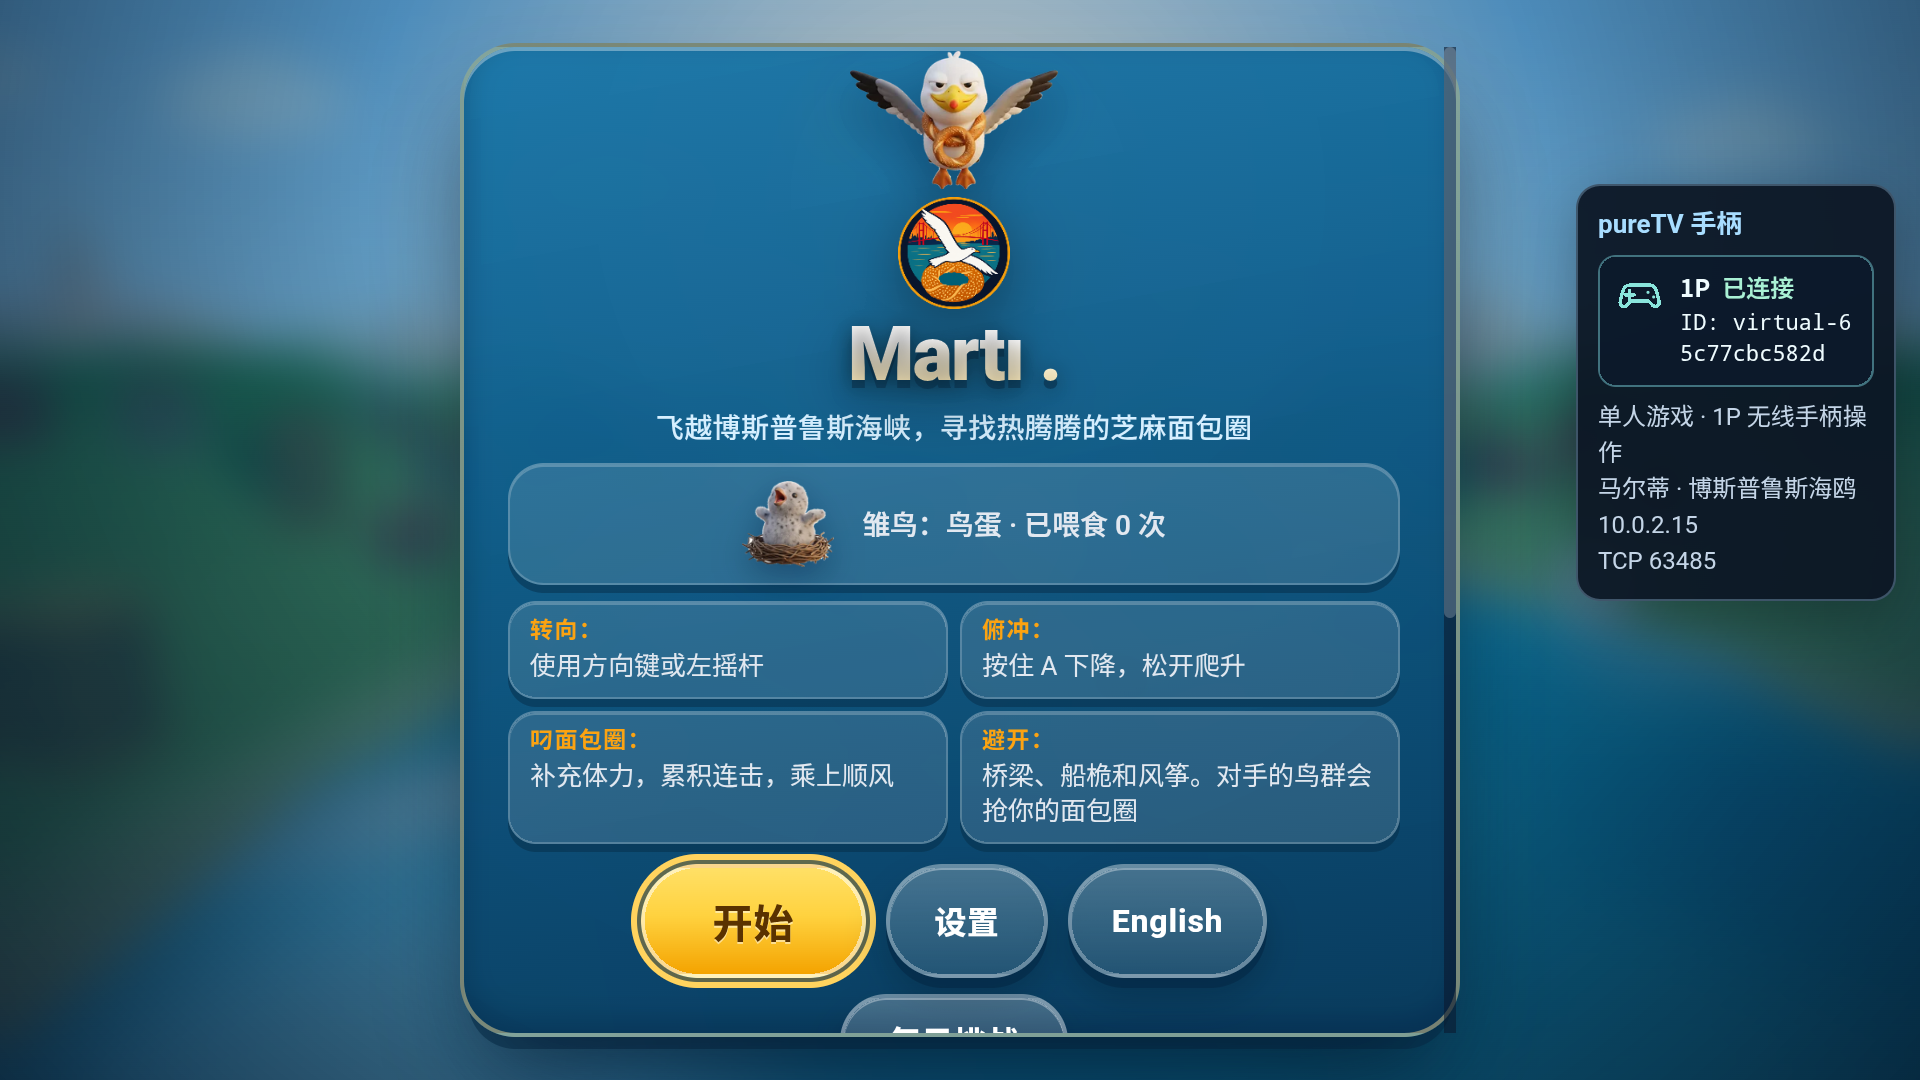 Martı .
飞越博斯普鲁斯海峡，寻找热腾腾的芝麻面包圈
雏鸟：鸟蛋 · 已喂食 0 次
转向：
使用方向键或左摇杆
俯冲：
按住 A 下降，松开爬升
叼面包圈：
补充体力，累积连击，乘上顺风
避开：
桥梁、船桅和风筝。对手的鸟群会
抢你的面包圈
开始
设置
English
pureTV 手柄
1P 已连接
ID: virtual-6
5c77cbc582d
单人游戏 · 1P 无线手柄操
作
马尔蒂 · 博斯普鲁斯海鸥
10.0.2.15
TCP 63485